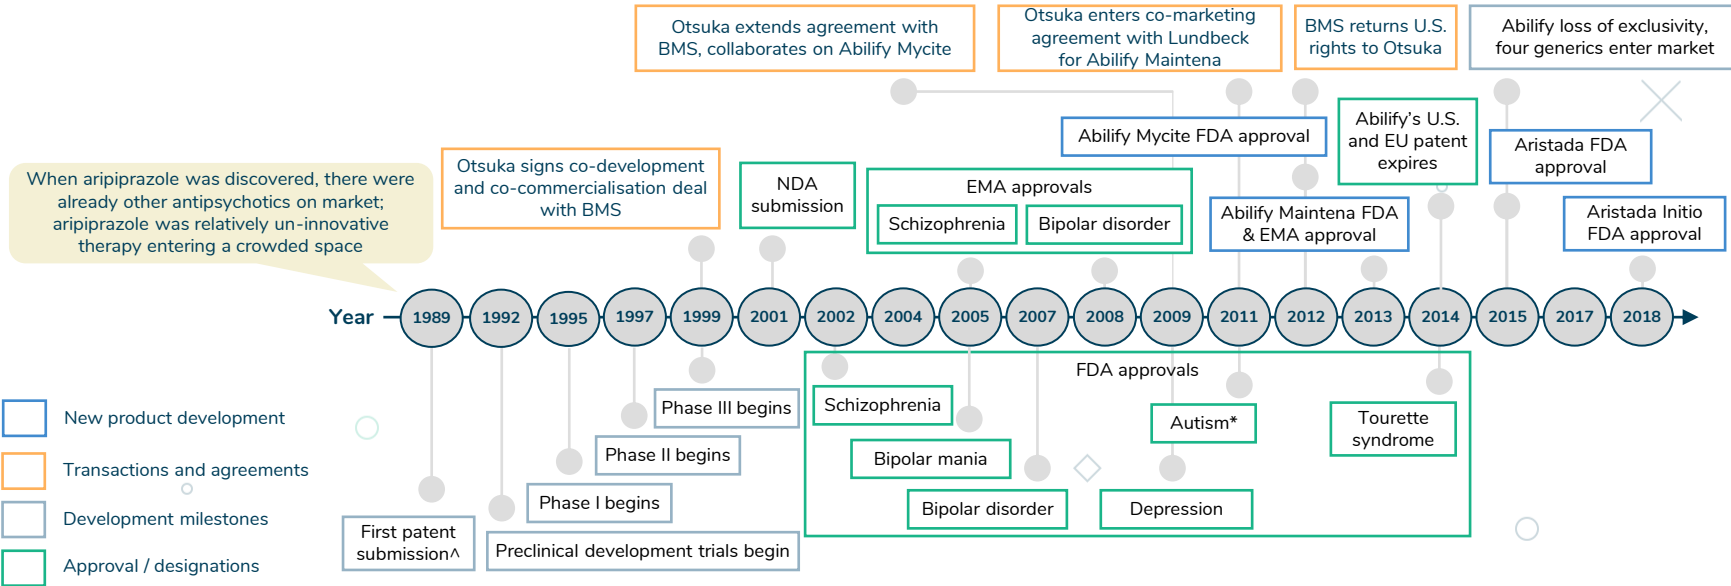 Otsuka extends agreement with
BMS, collaborates on Abilify Mycite
Otsuka enters co-marketing
agreement with Lundbeck
for Abilify Maintena
BMS returns U.S.
rights to Otsuka
Abilify loss of exclusivity,
four generics enter market
Abilify Mycite FDA approval
Abilify's U.S.
and EU patent
expires
Aristada FDA
approval
When aripiprazole was discovered, there were
already other antipsychotics on market;
aripiprazole was relatively un-innovative
therapy entering a crowded space
Otsuka signs co-development
and co-commercialisation deal
with BMS
NDA
submission
EMA approvals
Schizophrenia
Bipolar disorder
Abilify Maintena FDA
& EMA approval
Aristada Initio
FDA approval
Year
1989
1992
1995
1997
1999
2001
2002
2004
2005
2007
2008
2009
2011
2012
2013
2014
2015
2017
2018
FDA approvals
Schizophrenia
Bipolar mania
Bipolar disorder
Depression
Autism*
Tourette
syndrome
Phase III begins
Phase II begins
Phase I begins
Preclinical development trials begin
First patent
submission^
New product development
Transactions and agreements
Development milestones
Approval / designations